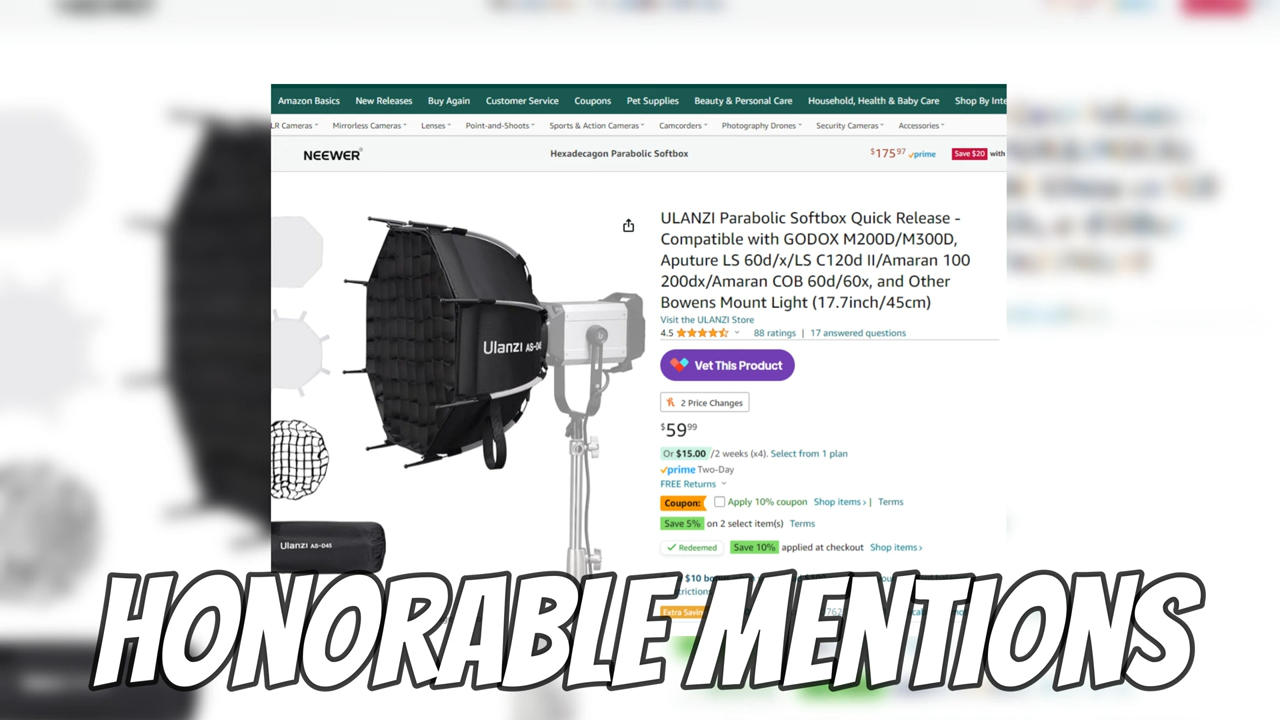 Amazon Basics New Releases Buy Again Customer Service Coupons Pet Supplies Beauty & Personal Care Household, Health & Baby Care Shop By
LR Cameras Mirrorless Cameras Lenses Point-and-Shoots Sports & Action Cameras Camcorders Photography Drones Security Cameras Accessories
NEEWER® Hexadecagon Parabolic Softbox $175 97 prime Save $20 with
ULANZI Parabolic Softbox Quick Release -
Compatible with GODOX M200D/M300D,
Aputure LS 60d/x/LS C120d II/Amaran 100
200dx/Amaran COB 60d/60x, and Other
Bowens Mount Light (17.7inch/45cm)
Visit the ULANZI Store
4.5 88 ratings | 17 answered questions
Vet This Product
2 Price Changes
$59 99
Or $15.00 /2 weeks (x4). Select from 1 plan
prime Two-Day
FREE Returns
Coupon: Apply 10% coupon Shop items › | Terms
Save 5% on 2 select item(s) Terms
Redeemed Save 10% applied at checkout Shop items ›
$10
Extra
Ulanzi
Ulanzi AS-D45
HONORABLE MENTIONS